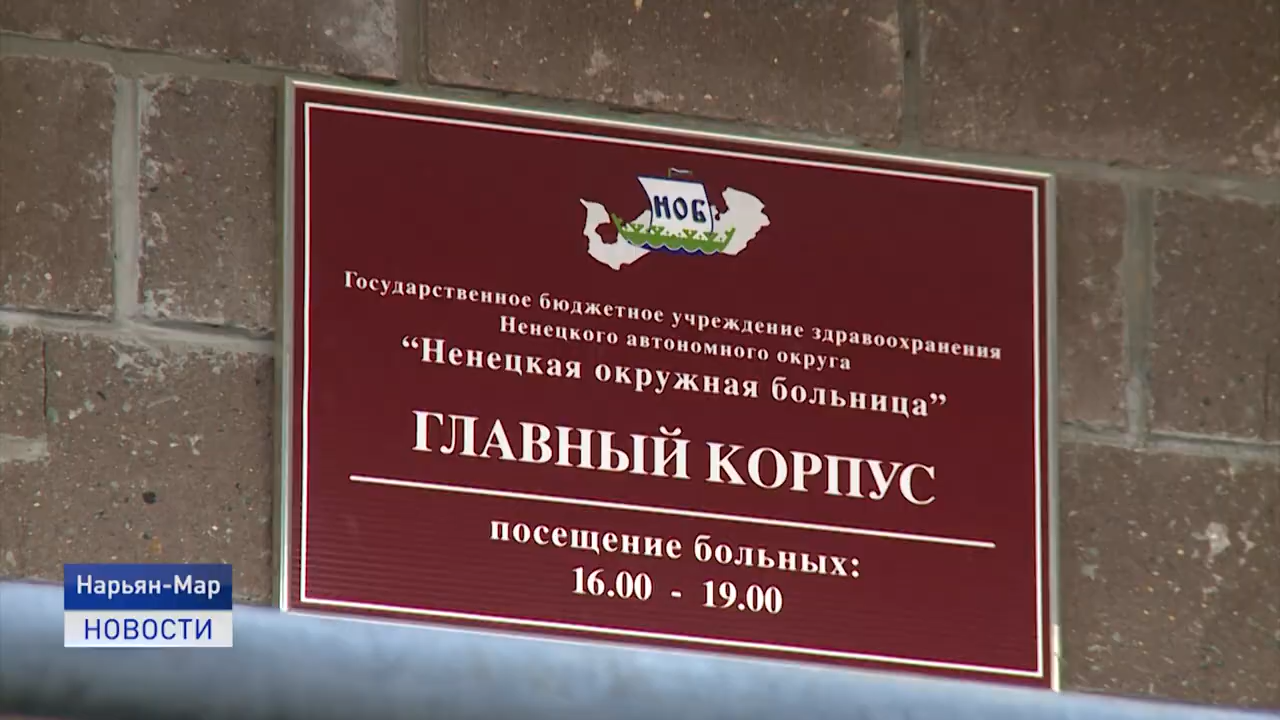 НОБ
Государственное бюджетное учреждение здравоохранения
Ненецкого автономного округа
“Ненецкая окружная больница”
ГЛАВНЫЙ КОРПУС
посещение больных:
16.00 - 19.00
Нарьян-Мар
НОВОСТИ